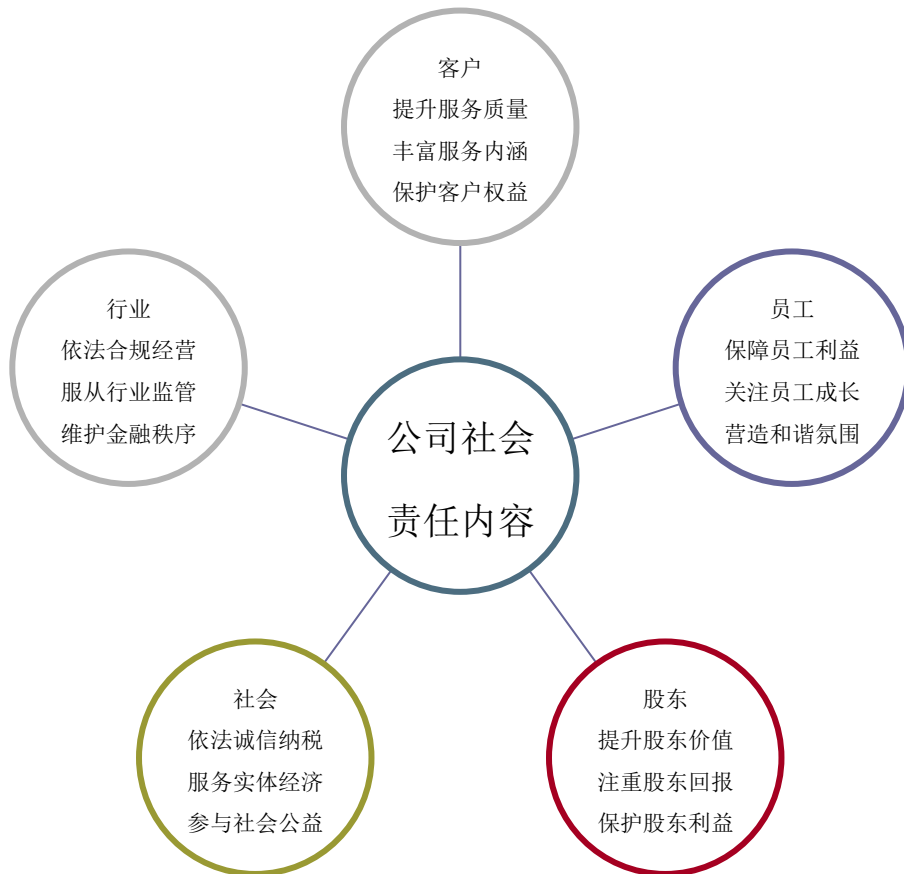 客户
提升服务质量
丰富服务内涵
保护客户权益
行业
依法合规经营
服从行业监管
维护金融秩序
员工
保障员工利益
关注员工成长
营造和谐氛围
公司社会
责任内容
社会
依法诚信纳税
服务实体经济
参与社会公益
股东
提升股东价值
注重股东回报
保护股东利益